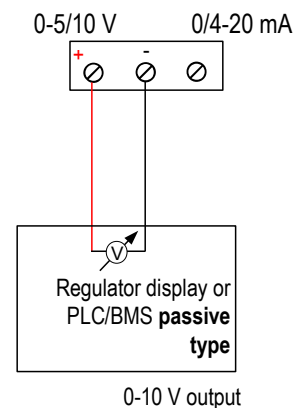 0-5/10 V 0/4-20 mA
+ -
V
Regulator display or
PLC/BMS passive
type
0-10 V output